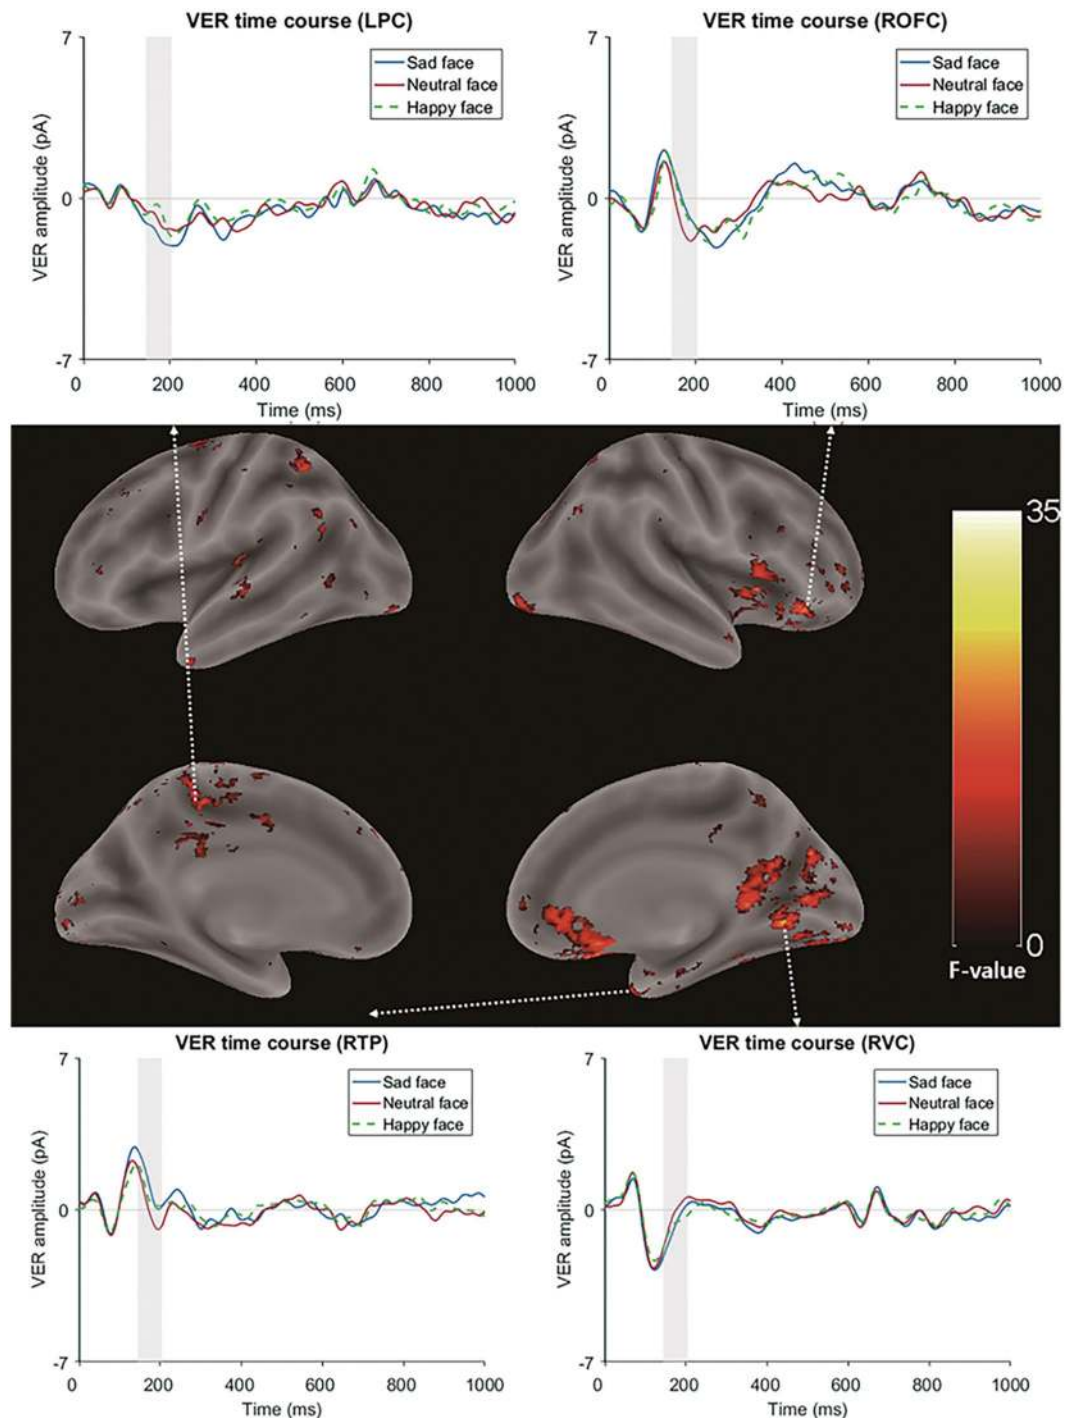 VER time course (LPC)
7
0
-7
VER amplitude (pA)
Sad face
Neutral face
Happy face
0 200 400 600 800 1000
Time (ms)
VER time course (ROFC)
7
0
-7
VER amplitude (pA)
Sad face
Neutral face
Happy face
0 200 400 600 800 1000
Time (ms)
35
0
F-value
VER time course (RTP)
7
0
-7
VER amplitude (pA)
Sad face
Neutral face
Happy face
0 200 400 600 800 1000
Time (ms)
VER time course (RVC)
7
0
-7
VER amplitude (pA)
Sad face
Neutral face
Happy face
0 200 400 600 800 1000
Time (ms)